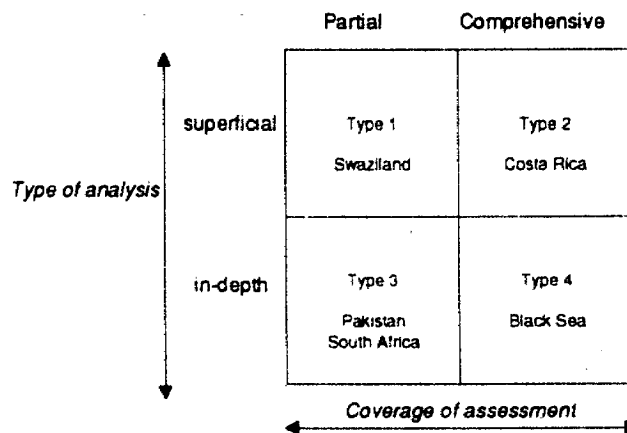 Partial Comprehensive
superficial
Type 1 Type 2
Swaziland Costa Rica
Type of analysis
in-depth
Type 3 Type 4
Pakistan Black Sea
South Africa
Coverage of assessment